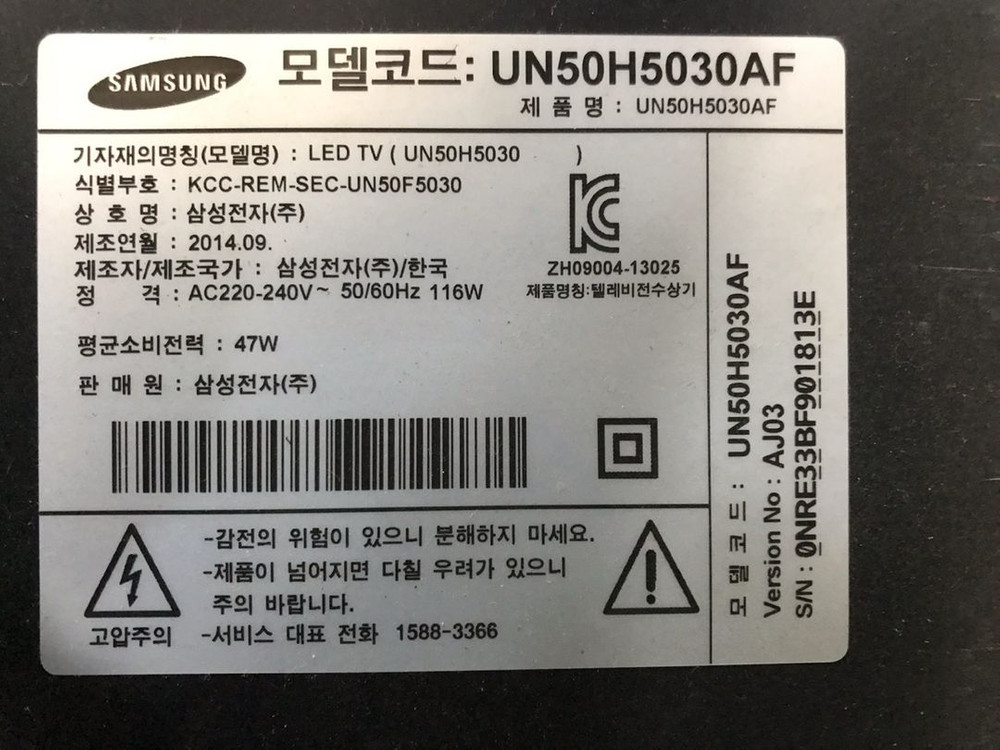 SAMSUNG
모델코드: UN50H5030AF
제 품 명 : UN50H5030AF
기자재의명칭(모델명) : LED TV ( UN50H5030 )
식별부호 : KCC-REM-SEC-UN50F5030
상 호 명 : 삼성전자(주)
제조연월 : 2014.09.
제조자/제조국가 : 삼성전자(주)/한국
정 격 : AC220-240V~ 50/60Hz 116W
평균소비전력 : 47W
판 매 원 : 삼성전자(주)
ZH09004-13025
제품명칭:텔레비전수상기
고압주의
-감전의 위험이 있으니 분해하지 마세요.
-제품이 넘어지면 다칠 우려가 있으니
주의 바랍니다.
-서비스 대표 전화 1588-3366
모 델 코 드 : UN50H5030AF
Version No : AJ03
S/N : 0NRE33BF901813E